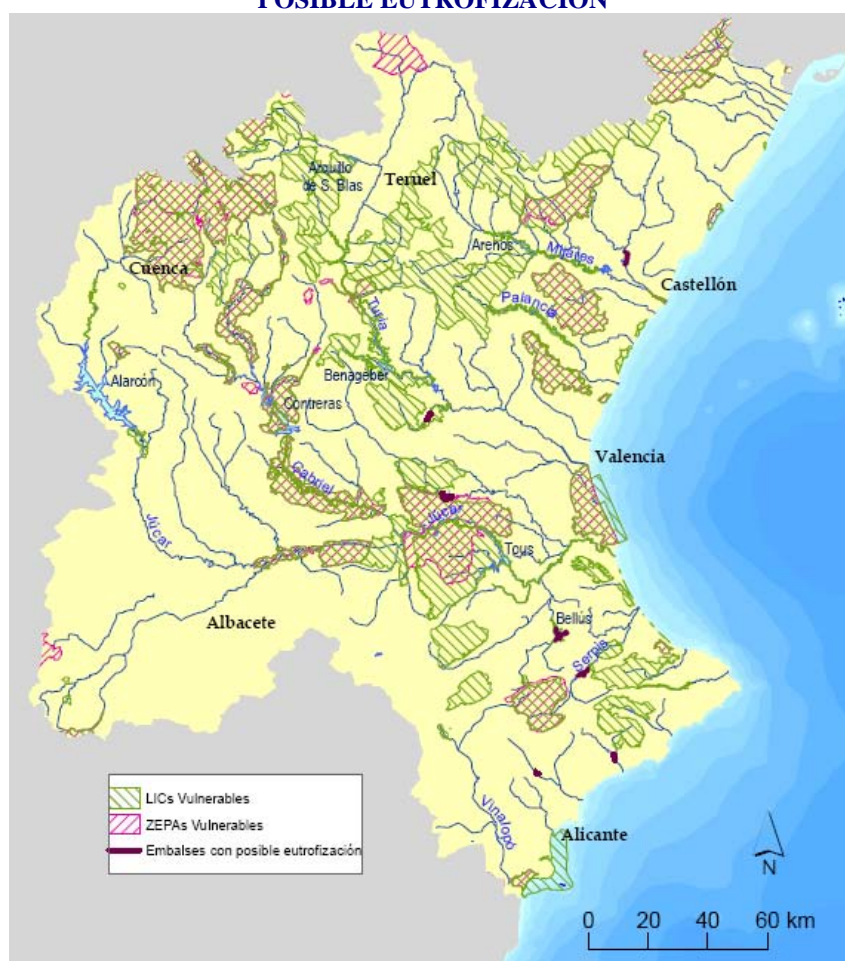 POSIBLE EUTROFIZACIÓN
Arquillo
de S. Blas
Teruel
Cuenca
Arenós
Mijares
Castellón
Palancia
Turia
Alarcón
Benageber
Contreras
Valencia
Cabriel
Júcar
Júcar
Tous
Albacete
Bellús
Serpis
LICs Vulnerables
ZEPAs Vulnerables
Embalses con posible eutrofización
Vinalopó
Alicante
N
0 20 40 60 km